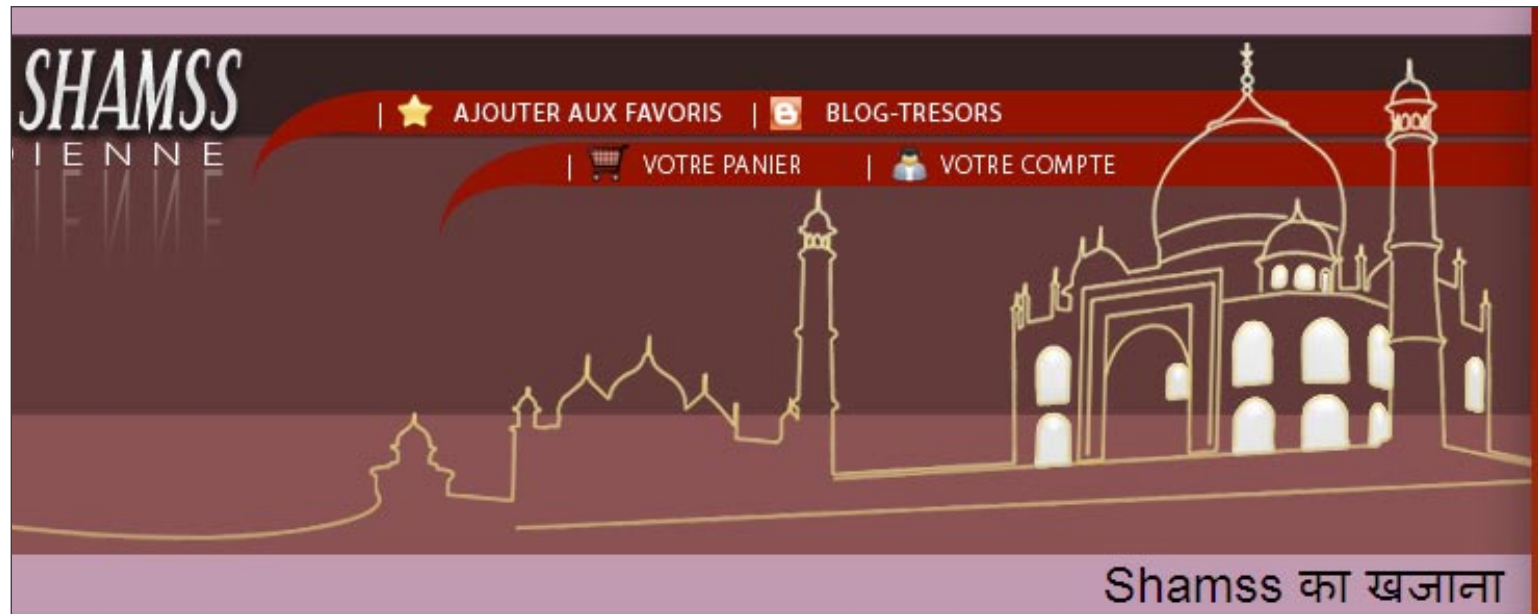 SHAMSS
IENNE
| AJOUTER AUX FAVORIS | BLOG-TRESORS
| VOTRE PANIER | VOTRE COMPTE
Shamss का खजाना